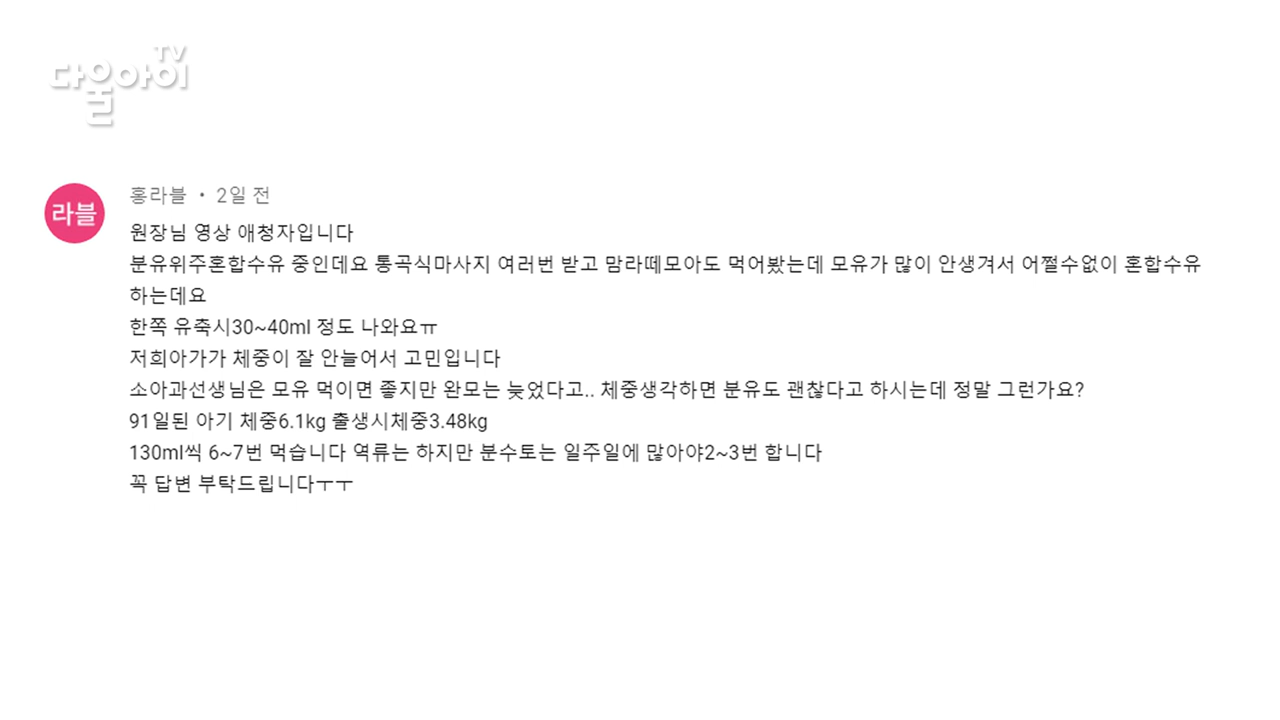 다울아이 TV
라블
홍라블 • 2일 전
원장님 영상 애청자입니다
분유위주혼합수유 중인데요 통곡식마사지 여러번 받고 맘라떼모아도 먹어봤는데 모유가 많이 안생겨서 어쩔수없이 혼합수유
하는데요
한쪽 유축시30~40ml 정도 나와요ㅠ
저희아가가 체중이 잘 안늘어서 고민입니다
소아과선생님은 모유 먹이면 좋지만 완모는 늦었다고.. 체중생각하면 분유도 괜찮다고 하시는데 정말 그런가요?
91일된 아기 체중6.1kg 출생시체중3.48kg
130ml씩 6~7번 먹습니다 역류는 하지만 분수토는 일주일에 많아야2~3번 합니다
꼭 답변 부탁드립니다ㅜㅜ